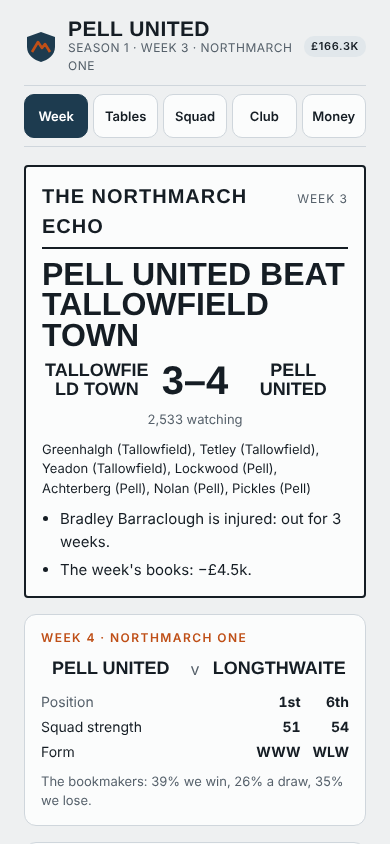 PELL UNITED
SEASON 1 · WEEK 3 · NORTHMARCH
ONE
£166.3K
Week
Tables
Squad
Club
Money
THE NORTHMARCH
ECHO
WEEK 3
PELL UNITED BEAT
TALLOWFIELD
TOWN
TALLOWFIE
LD TOWN
3–4
PELL
UNITED
2,533 watching
Greenhalgh (Tallowfield), Tetley (Tallowfield),
Yeadon (Tallowfield), Lockwood (Pell),
Achterberg (Pell), Nolan (Pell), Pickles (Pell)
• Bradley Barraclough is injured: out for 3
weeks.
• The week's books: −£4.5k.
WEEK 4 · NORTHMARCH ONE
PELL UNITED v LONGTHWAITE
Position 1st 6th
Squad strength 51 54
Form WWW WLW
The bookmakers: 39% we win, 26% a draw, 35%
we lose.